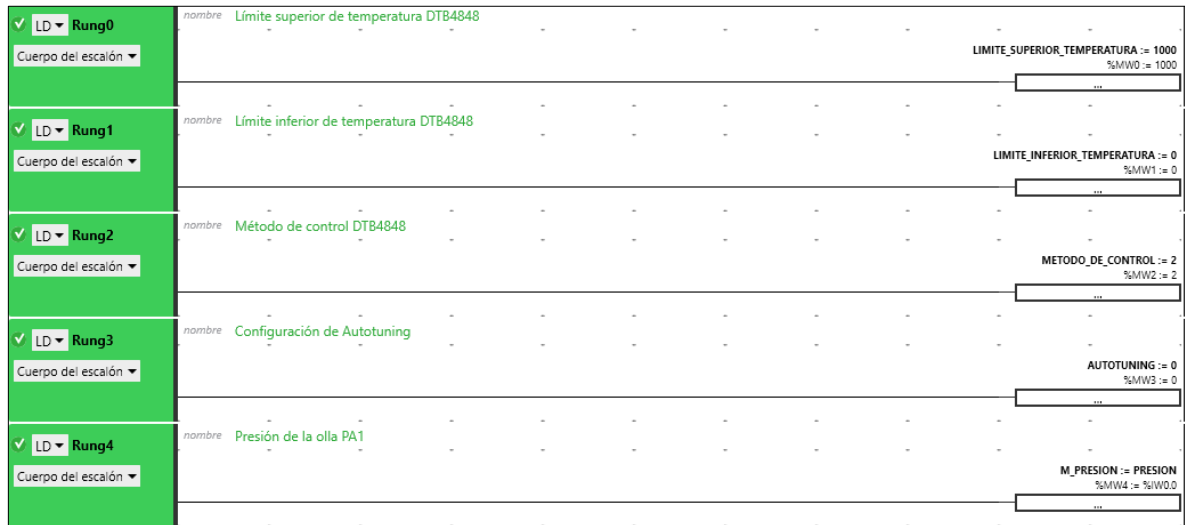 LD Rung0
nombre Límite superior de temperatura DTB4848
Cuerpo del escalón
LIMITE_SUPERIOR_TEMPERATURA := 1000
%MW0 := 1000
...
LD Rung1
nombre Límite inferior de temperatura DTB4848
Cuerpo del escalón
LIMITE_INFERIOR_TEMPERATURA := 0
%MW1 := 0
...
LD Rung2
nombre Método de control DTB4848
Cuerpo del escalón
METODO_DE_CONTROL := 2
%MW2 := 2
...
LD Rung3
nombre Configuración de Autotuning
Cuerpo del escalón
AUTOTUNING := 0
%MW3 := 0
...
LD Rung4
nombre Presión de la olla PA1
Cuerpo del escalón
M_PRESION := PRESION
%MW4 := %IW0.0
...